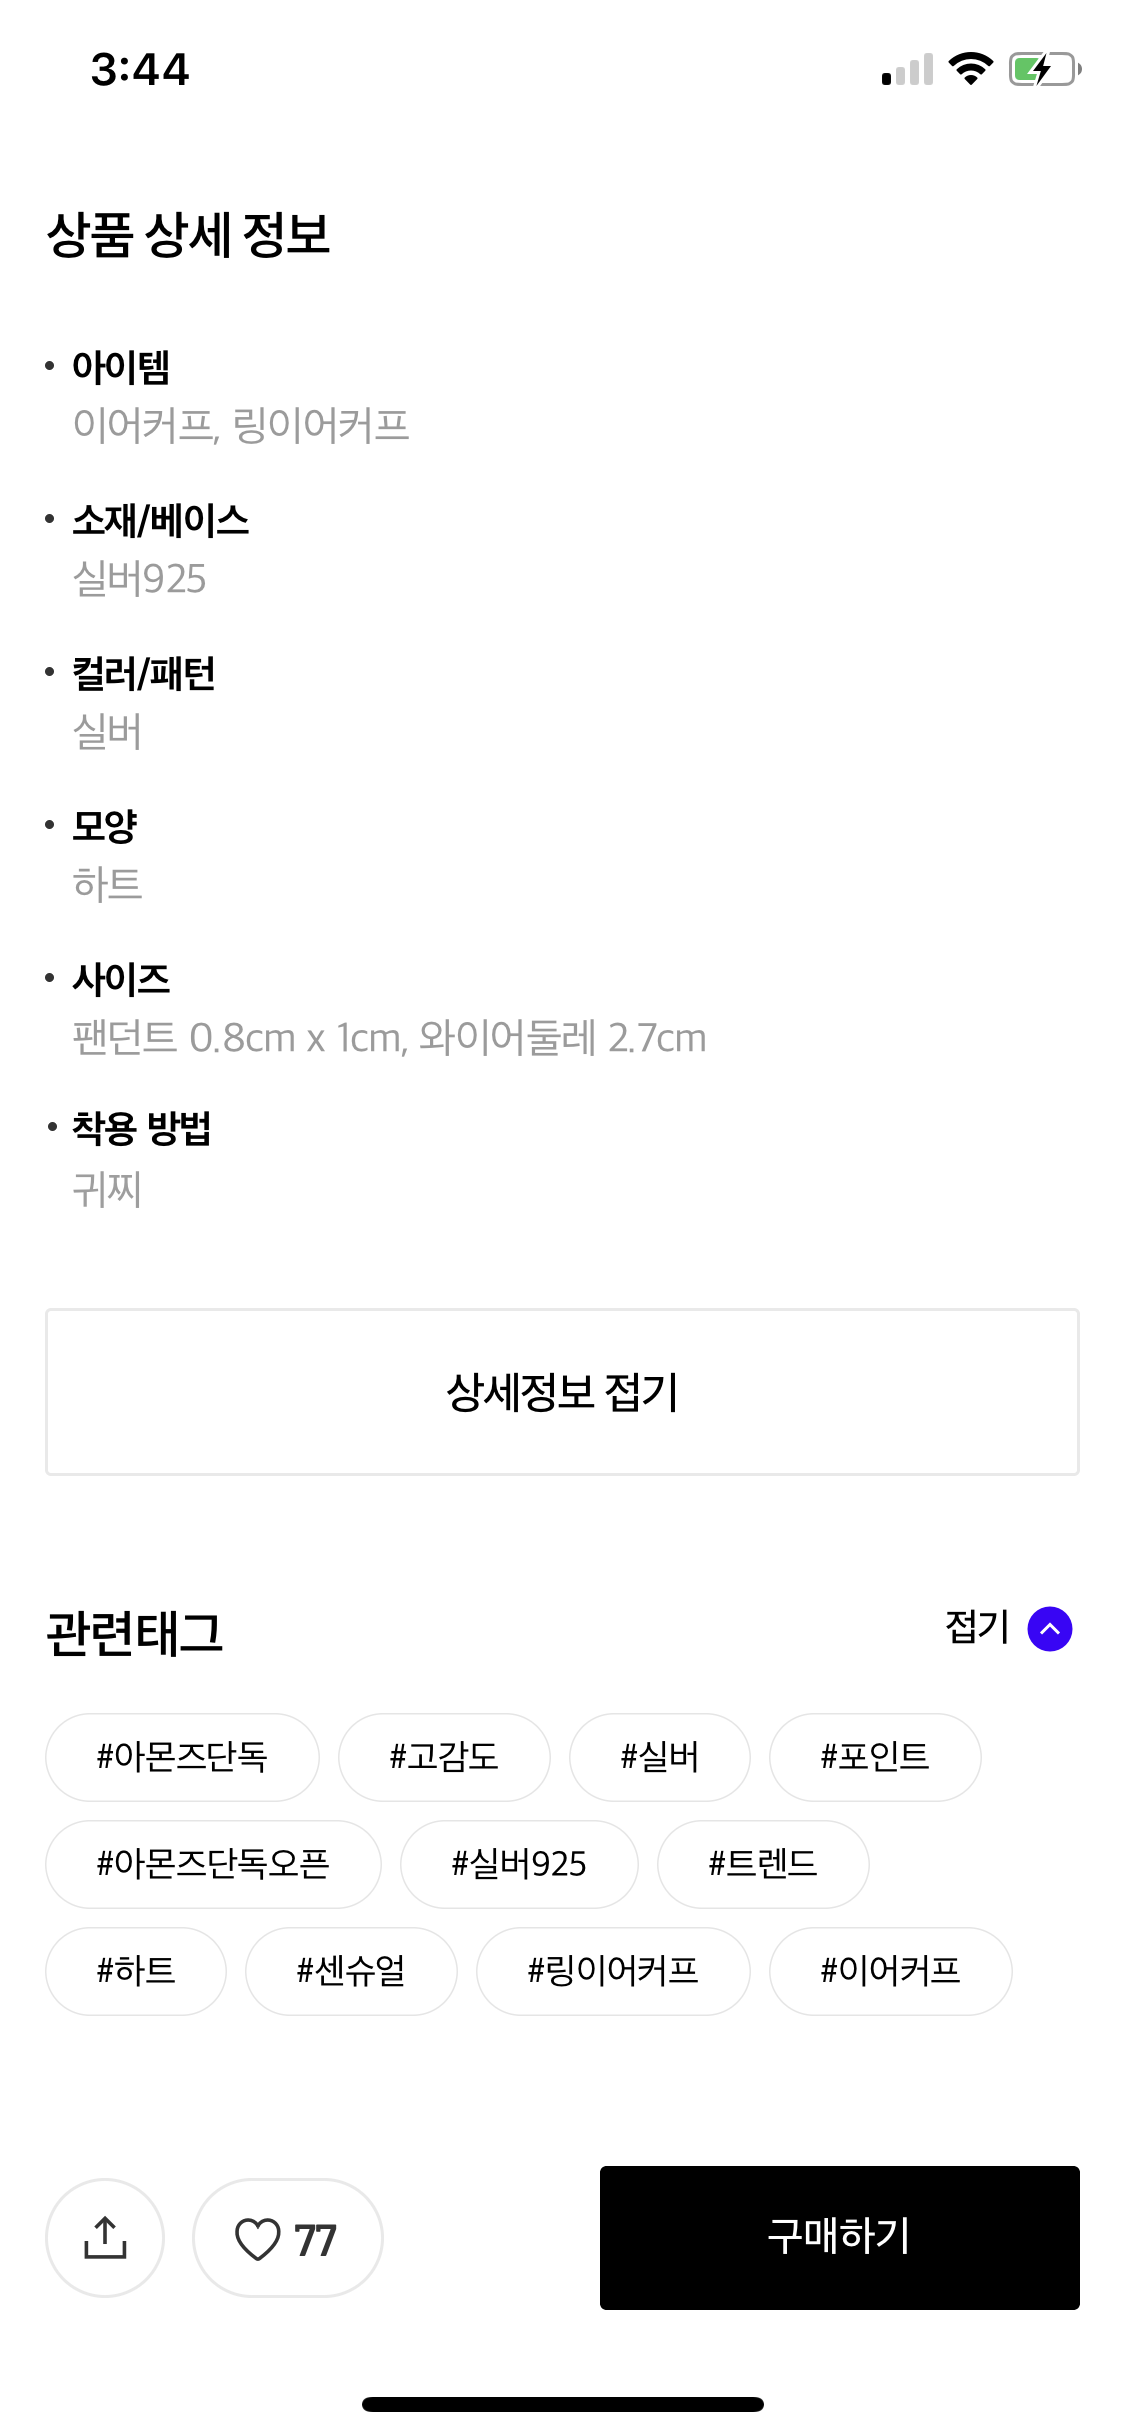 3:44
상품 상세 정보
• 아이템
이어커프, 링이어커프
• 소재/베이스
실버925
• 컬러/패턴
실버
• 모양
하트
• 사이즈
팬던트 0.8cm x 1cm, 와이어둘레 2.7cm
• 착용 방법
귀찌
상세정보 접기
관련태그 접기
#아몬즈단독 #고감도 #실버 #포인트
#아몬즈단독오픈 #실버925 #트렌드
#하트 #센슈얼 #링이어커프 #이어커프
77 구매하기